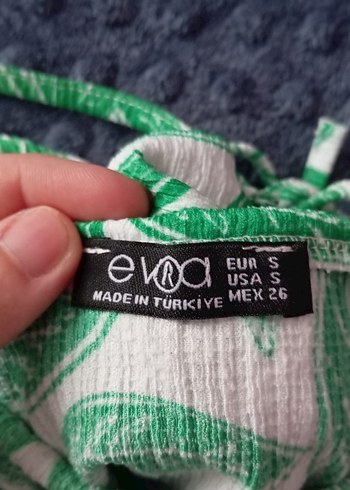 evra
EUR S
USA S
MADE IN TÜRKİYE MEX 26